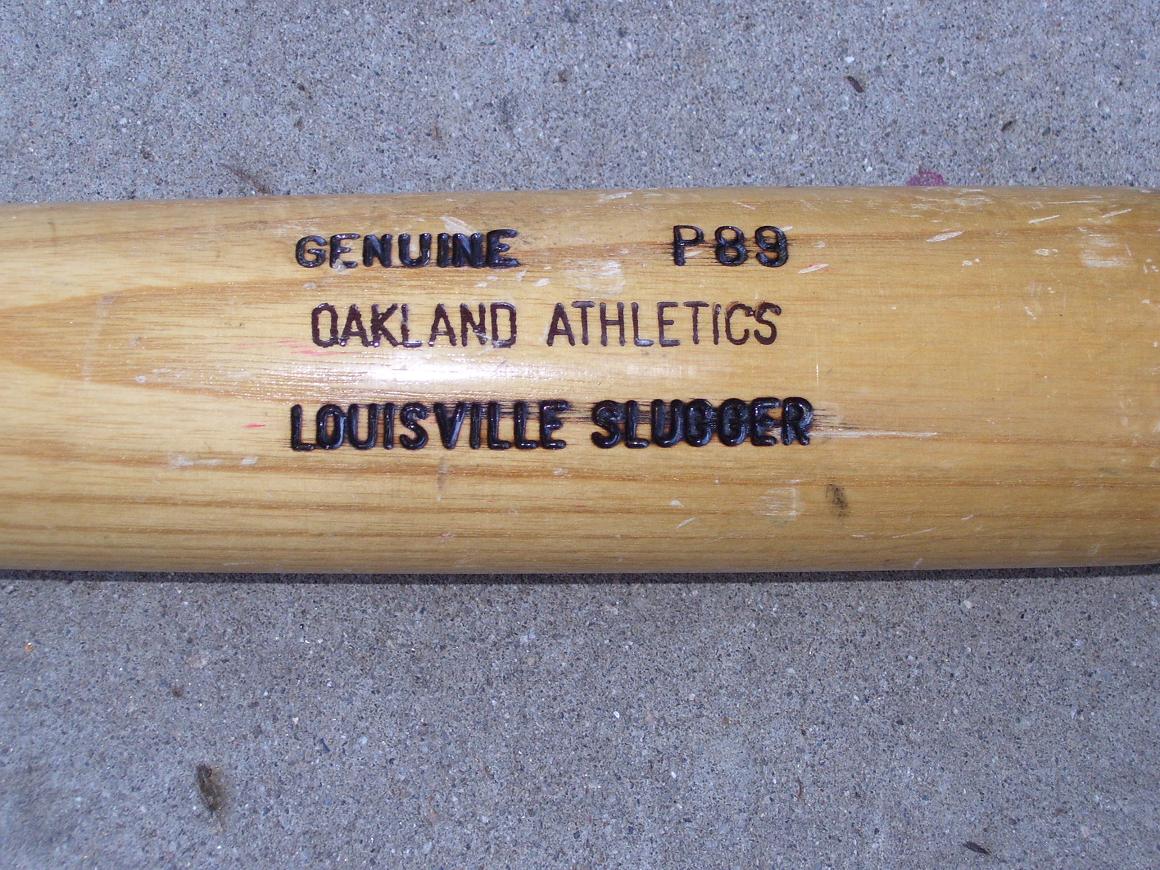 GENUINE P89
OAKLAND ATHLETICS
LOUISVILLE SLUGGER